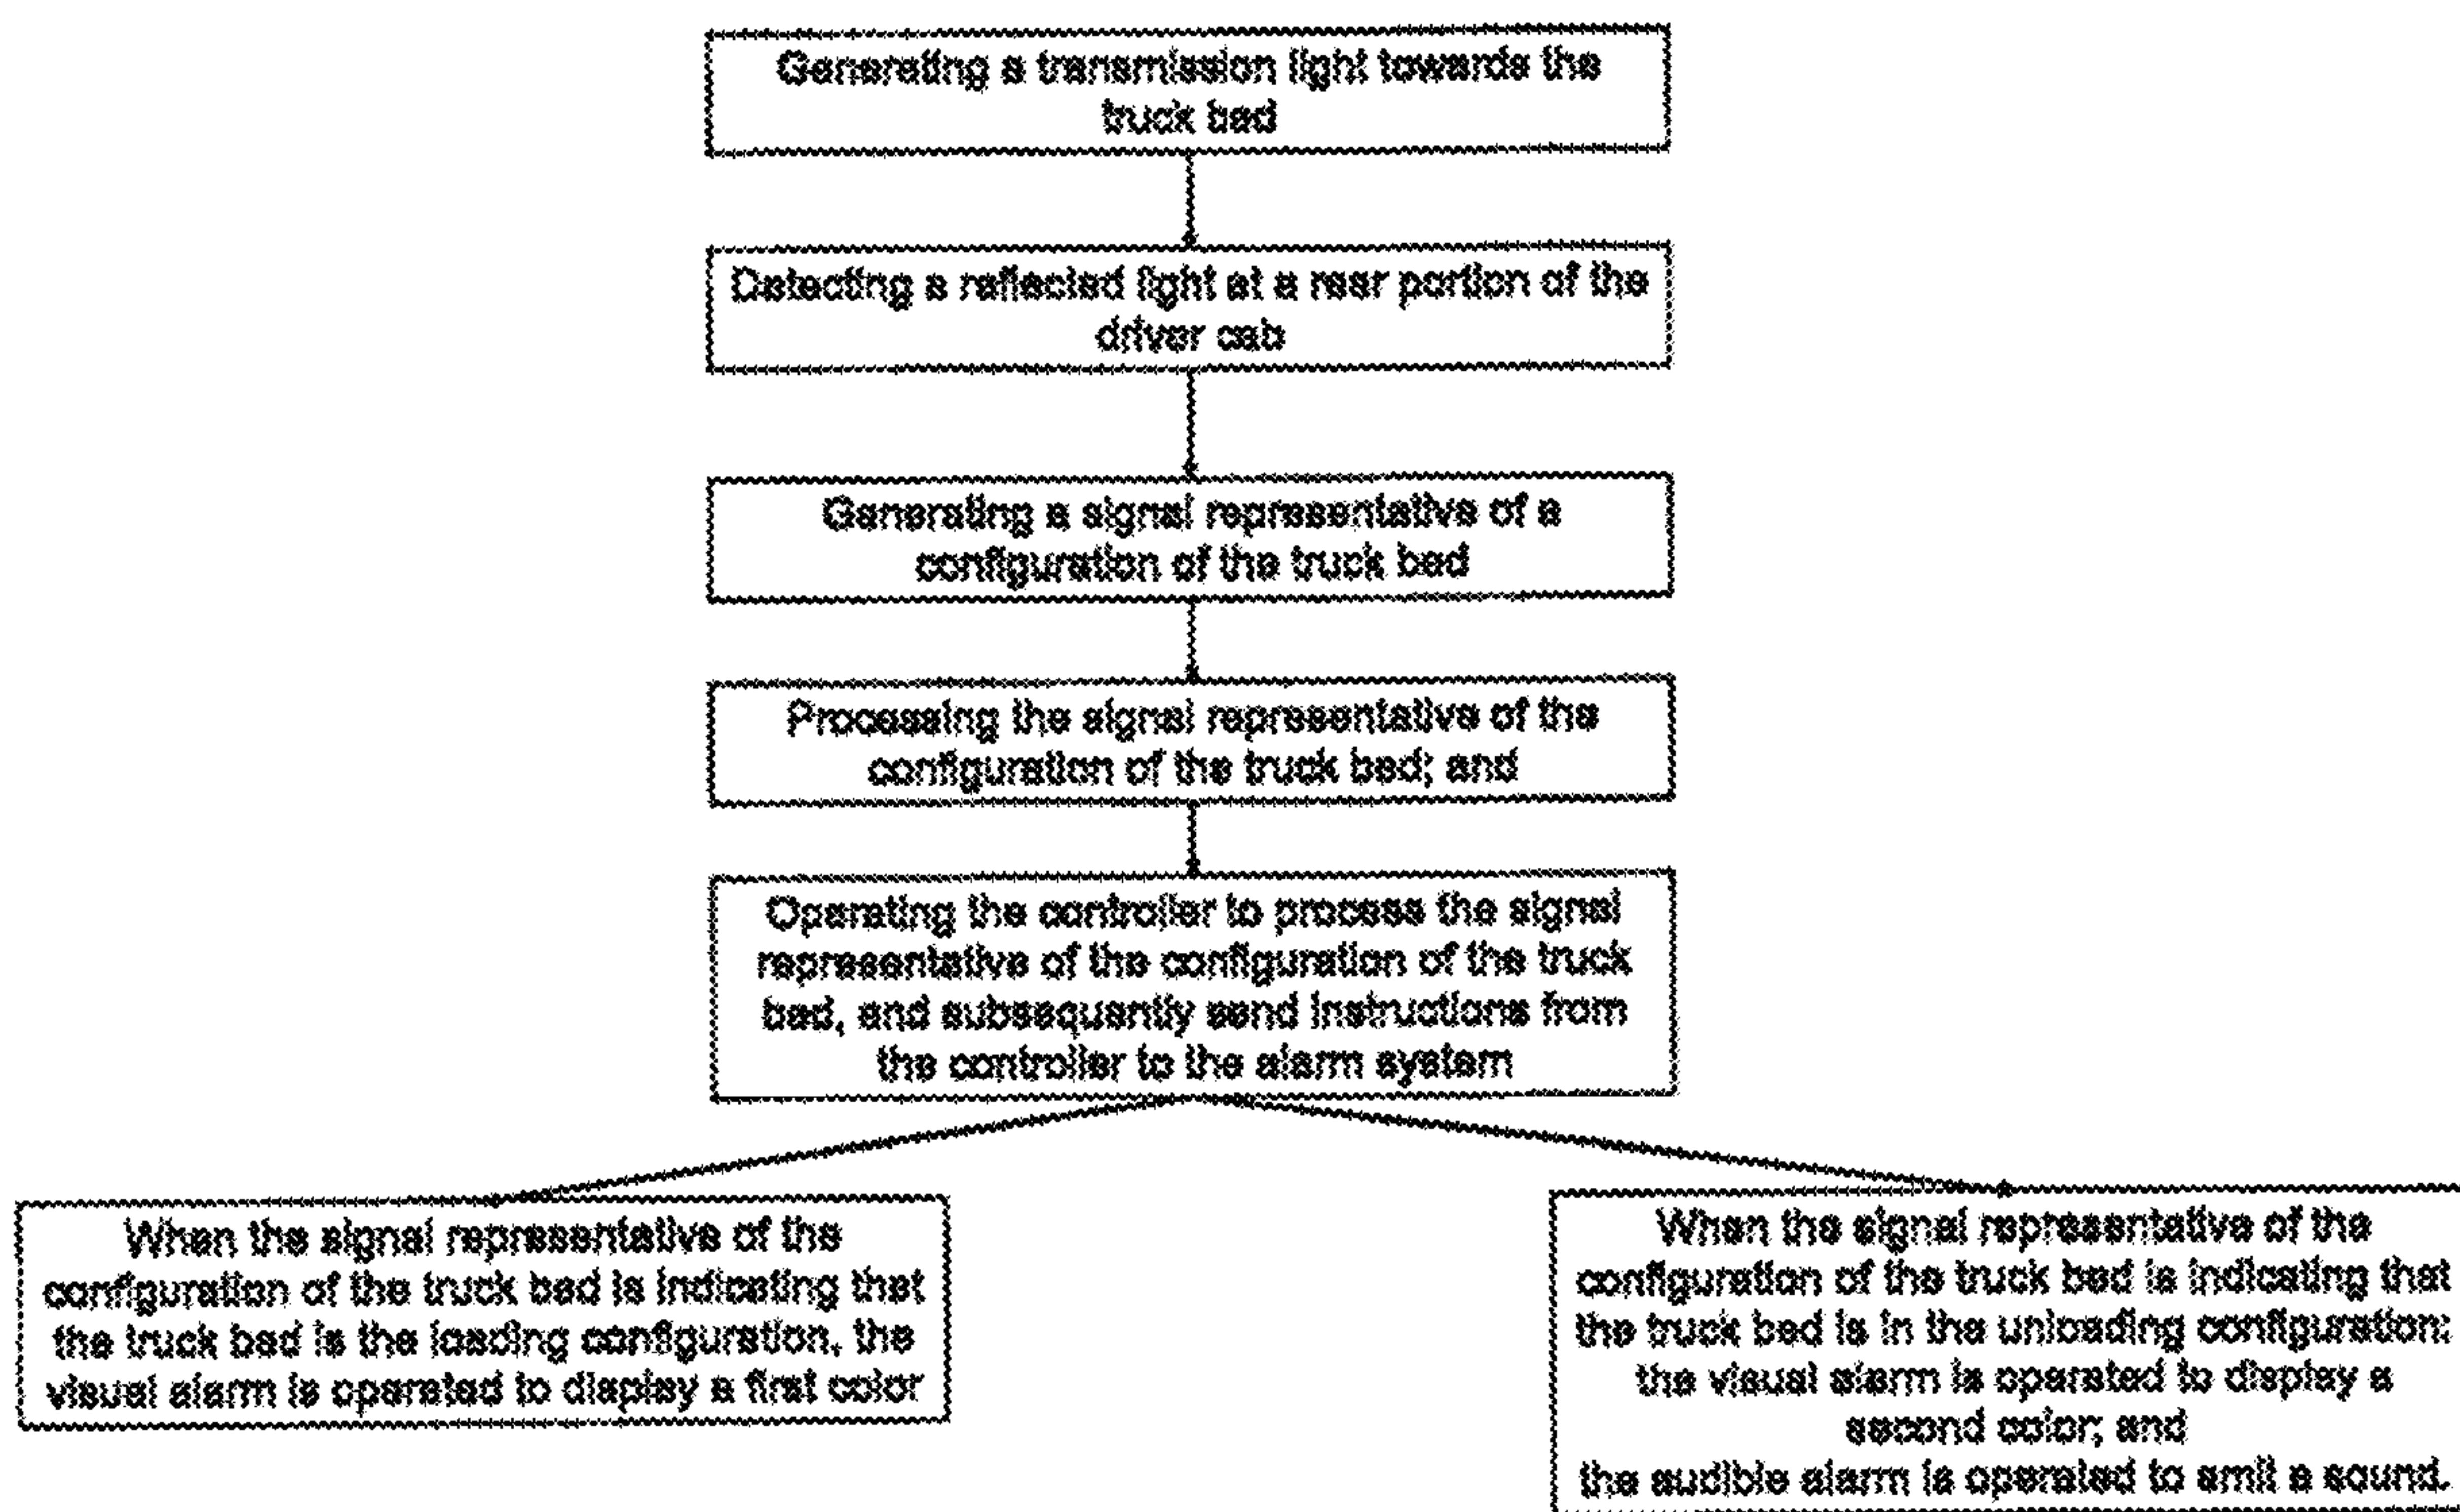 Generating a transmission light towards the
truck bed
Detecting a reflected light at a rear portion of the
driver cab
Generating a signal representative of a
configuration of the truck bed
Processing the signal representative of the
configuration of the truck bed; and
Operating the controller to process the signal
representative of the configuration of the truck
bed, and subsequently send instructions from
the controller to the alarm system
When the signal representative of the
configuration of the truck bed is indicating that
the truck bed is the loading configuration, the
visual alarm is operated to display a first color
When the signal representative of the
configuration of the truck bed is indicating that
the truck bed is in the unloading configuration:
the visual alarm is operated to display a
second color; and
the audible alarm is operated to emit a sound.